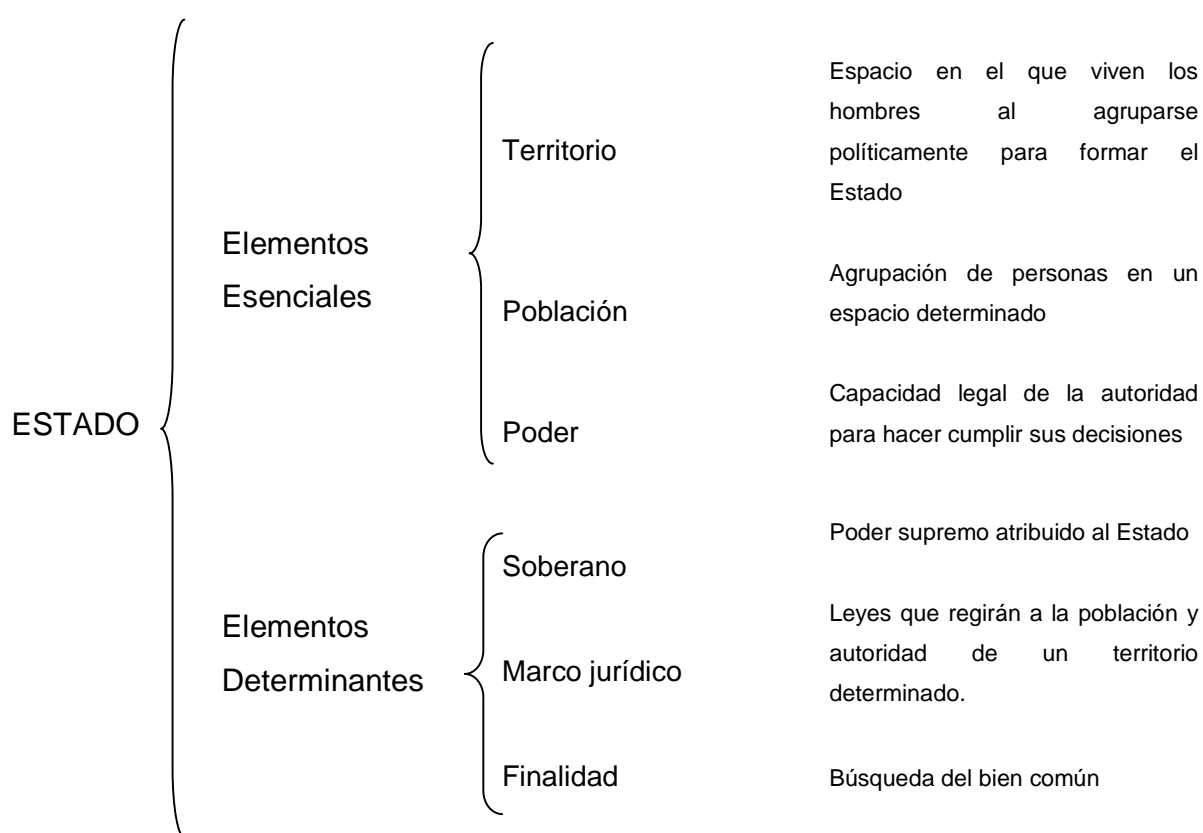 ESTADO
Elementos
Esenciales
Territorio
Espacio en el que viven los
hombres al agruparse
políticamente para formar el
Estado
Población
Agrupación de personas en un
espacio determinado
Poder
Capacidad legal de la autoridad
para hacer cumplir sus decisiones
Elementos
Determinantes
Soberano
Poder supremo atribuido al Estado
Marco jurídico
Leyes que regirán a la población y
autoridad de un territorio
determinado.
Finalidad
Búsqueda del bien común